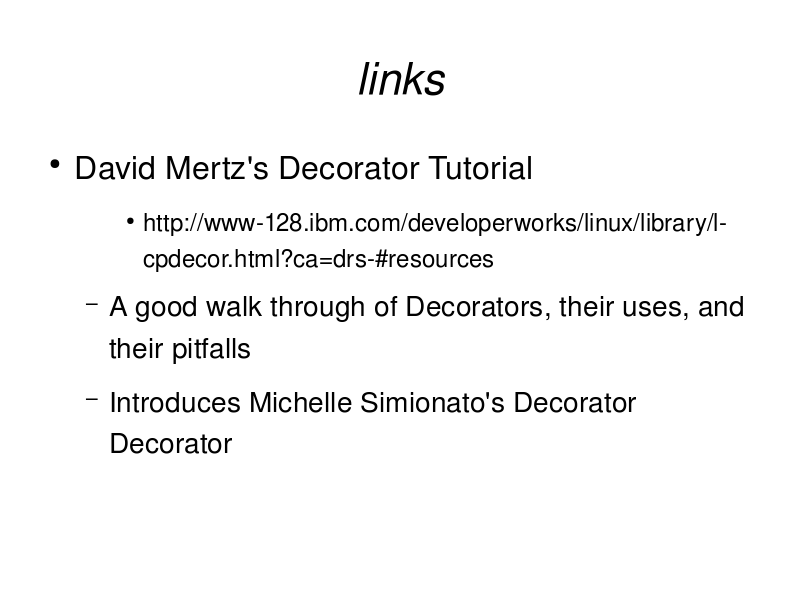 links
• David Mertz's Decorator Tutorial
• http://www-128.ibm.com/developerworks/linux/library/l-
cpdecor.html?ca=drs-#resources
– A good walk through of Decorators, their uses, and
their pitfalls
– Introduces Michelle Simionato's Decorator
Decorator